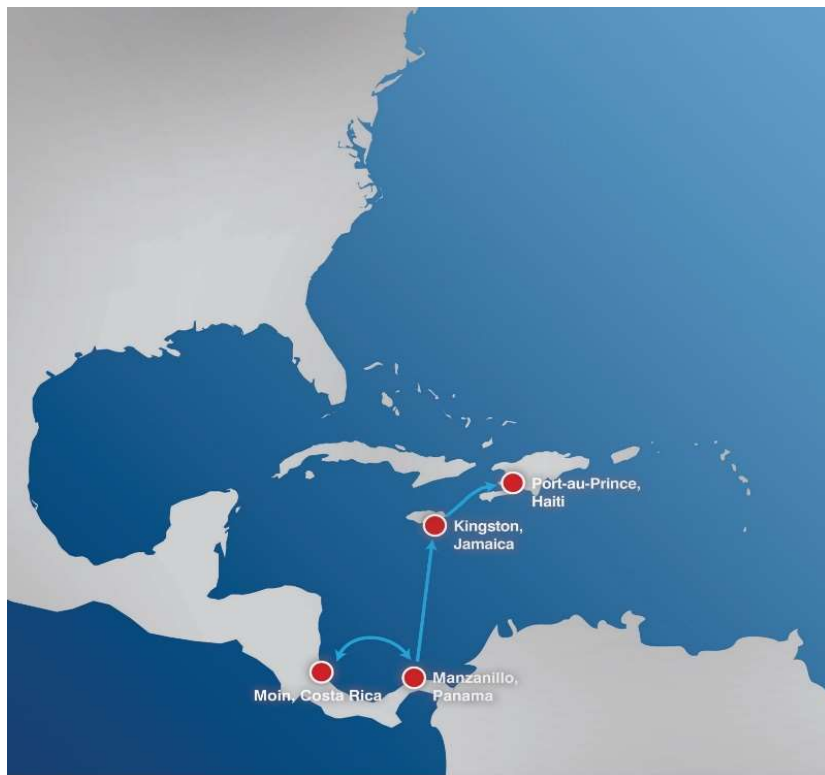 Port-au-Prince,
Haiti
Kingston,
Jamaica
Moin, Costa Rica
Manzanillo,
Panama